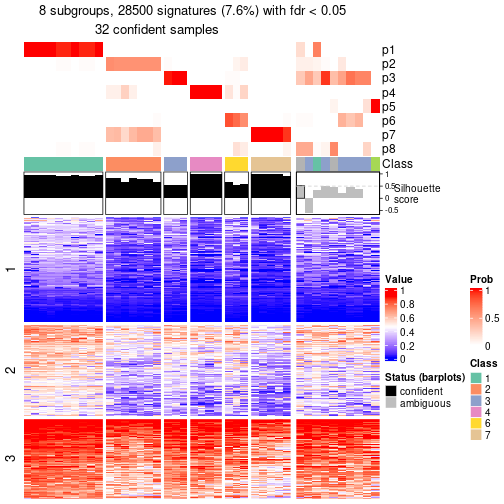 8 subgroups, 28500 signatures (7.6%) with fdr < 0.05
32 confident samples
p1
p2
p3
p4
p5
p6
p7
p8
Class
1
0.5
0
-0.5
Silhouette
score
1
2
3
Value
1
0.8
0.6
0.4
0.2
0
Status (barplots)
confident
ambiguous
Prob
1
0.5
0
Class
1
2
3
4
6
7